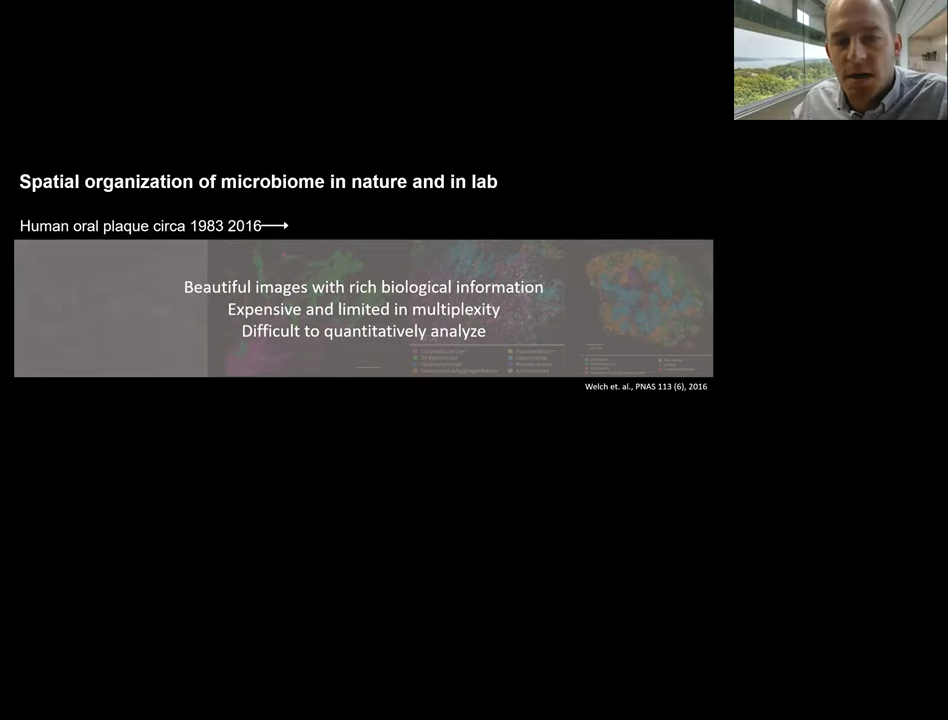 Spatial organization of microbiome in nature and in lab
Human oral plaque circa 1983 2016
Beautiful images with rich biological information
Expensive and limited in multiplexity
Difficult to quantitatively analyze
Welch et. al., PNAS 113 (6), 2016